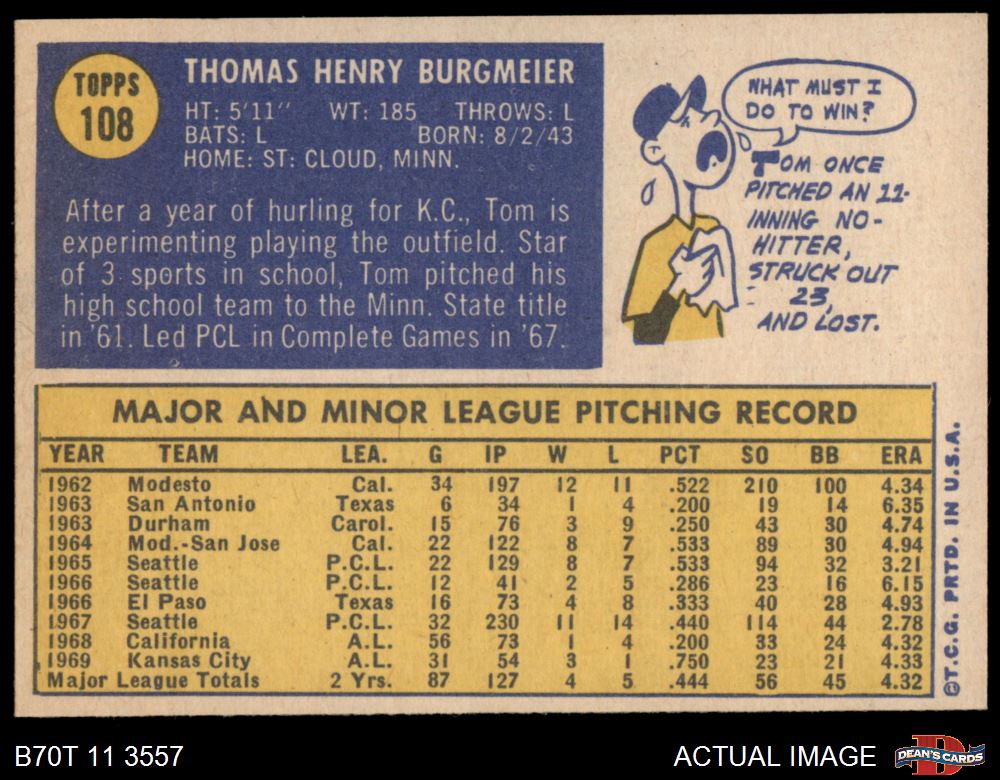 TOPPS
108
THOMAS HENRY BURGMEIER
HT: 5'11" WT: 185 THROWS: L
BATS: L BORN: 8/2/43
HOME: ST: CLOUD, MINN.
After a year of hurling for K.C., Tom is
experimenting playing the outfield. Star
of 3 sports in school, Tom pitched his
high school team to the Minn. State title
in '61. Led PCL in Complete Games in '67.
WHAT MUST I
DO TO WIN?
TOM ONCE
PITCHED AN 11-
INNING NO-
HITTER,
STRUCK OUT
23,
AND LOST.
MAJOR AND MINOR LEAGUE PITCHING RECORD
YEAR TEAM LEA. G IP W L PCT SO BB ERA
1962 Modesto Cal. 34 197 12 11 .522 210 100 4.34
1963 San Antonio Texas 6 34 1 4 .200 19 14 6.35
1963 Durham Carol. 15 76 3 9 .250 43 30 4.74
1964 Mod.-San Jose Cal. 22 122 8 7 .533 89 30 4.94
1965 Seattle P.C.L. 22 129 8 7 .533 94 32 3.21
1966 Seattle P.C.L. 12 41 2 5 .286 23 16 6.15
1966 El Paso Texas 16 73 4 8 .333 40 28 4.93
1967 Seattle P.C.L. 32 230 11 14 .440 114 44 2.78
1968 California A.L. 56 73 1 4 .200 33 24 4.32
1969 Kansas City A.L. 31 54 3 1 .750 23 21 4.33
Major League Totals 2 Yrs. 87 127 4 5 .444 56 45 4.32
©T.C.G. PRTD. IN U.S.A.
B70T 11 3557
ACTUAL IMAGE
DEAN'S CARDS